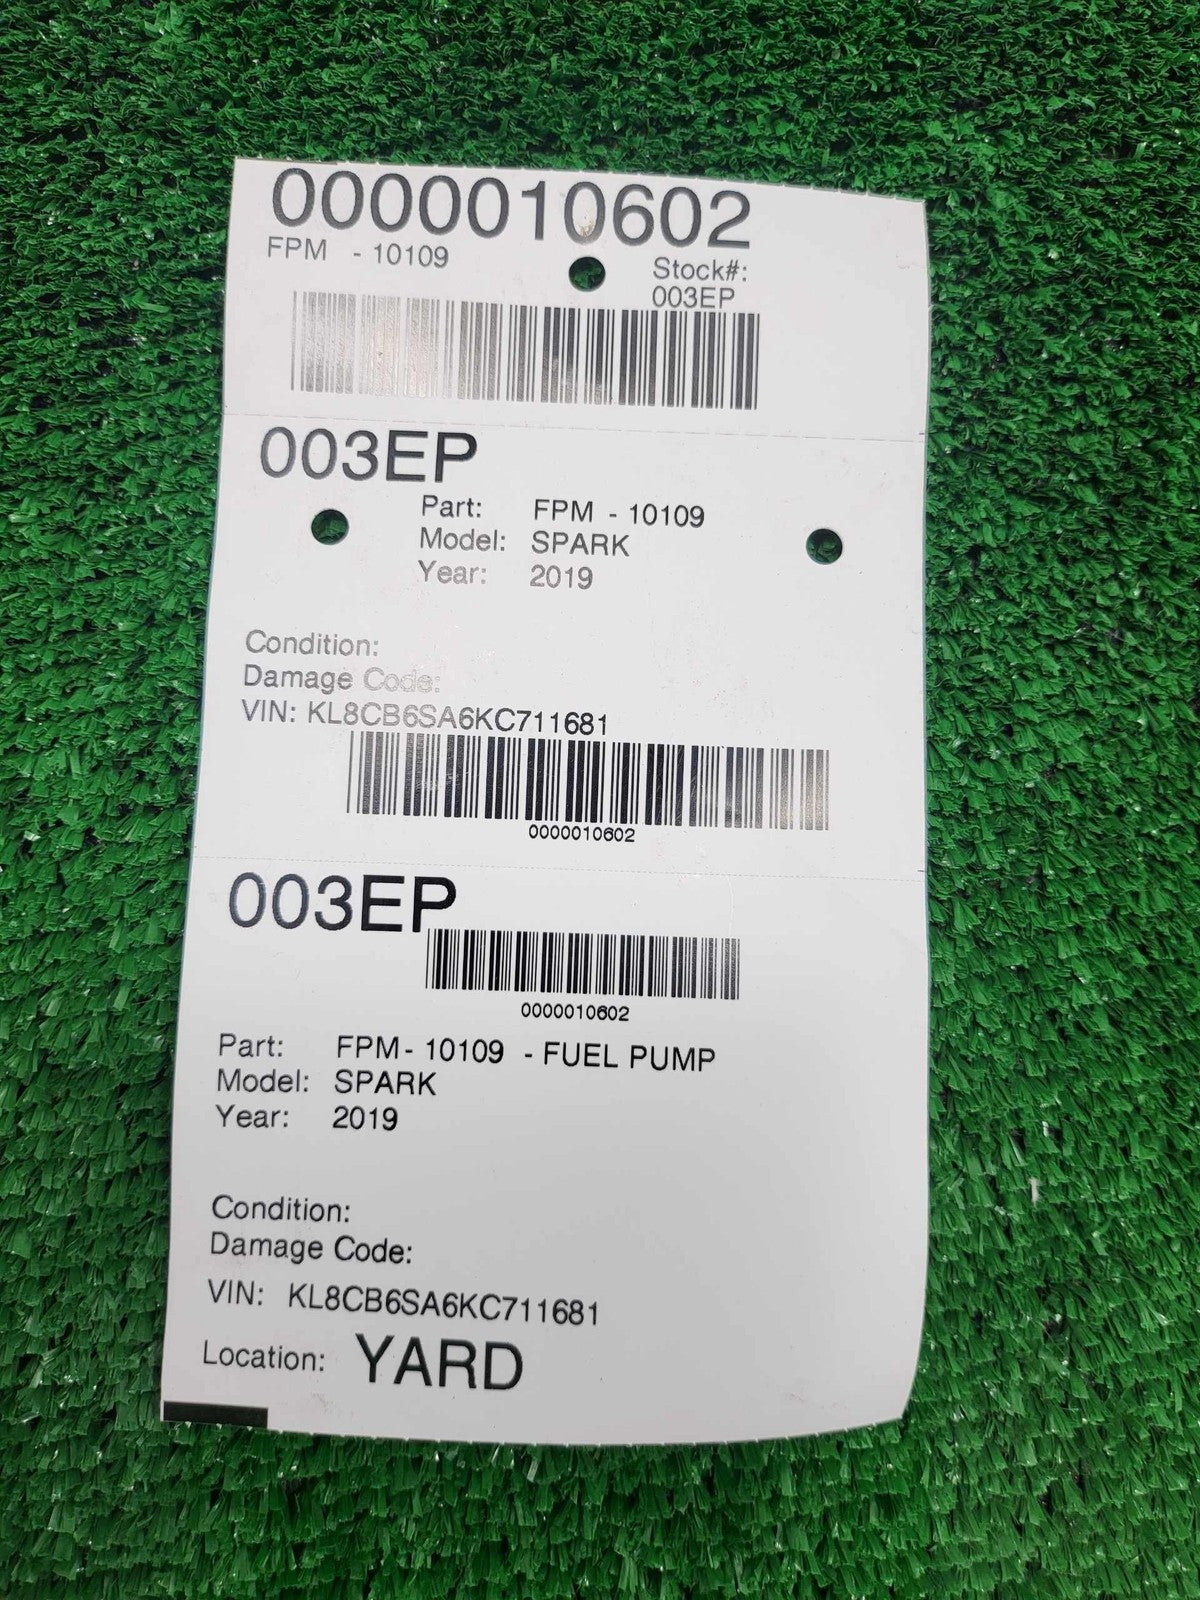 0000010602
FPM - 10109
Stock#:
003EP
003EP
Part: FPM - 10109
Model: SPARK
Year: 2019
Condition:
Damage Code:
VIN: KL8CB6SA6KC711681
0000010602
003EP
0000010602
Part: FPM- 10109 - FUEL PUMP
Model: SPARK
Year: 2019
Condition:
Damage Code:
VIN: KL8CB6SA6KC711681
Location: YARD